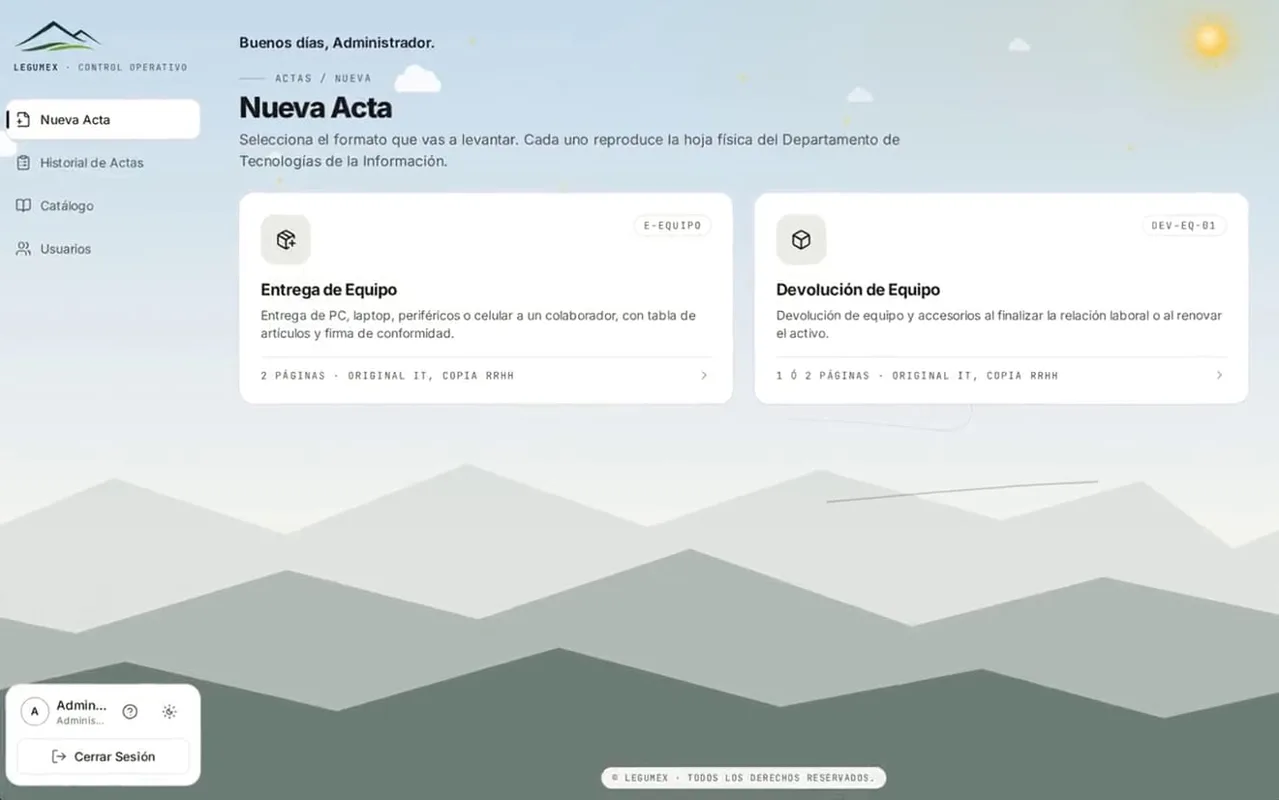 LEGUMEX · CONTROL OPERATIVO
Nueva Acta
Historial de Actas
Catálogo
Usuarios
Buenos días, Administrador.
ACTAS / NUEVA
Nueva Acta
Selecciona el formato que vas a levantar. Cada uno reproduce la hoja física del Departamento de
Tecnologías de la Información.
E-EQUIPO
Entrega de Equipo
Entrega de PC, laptop, periféricos o celular a un colaborador, con tabla de
artículos y firma de conformidad.
2 PÁGINAS · ORIGINAL IT, COPIA RRHH
DEV-EQ-01
Devolución de Equipo
Devolución de equipo y accesorios al finalizar la relación laboral o al renovar
el activo.
1 Ó 2 PÁGINAS · ORIGINAL IT, COPIA RRHH
A
Admin...
Adminis...
Cerrar Sesión
© LEGUMEX · TODOS LOS DERECHOS RESERVADOS.